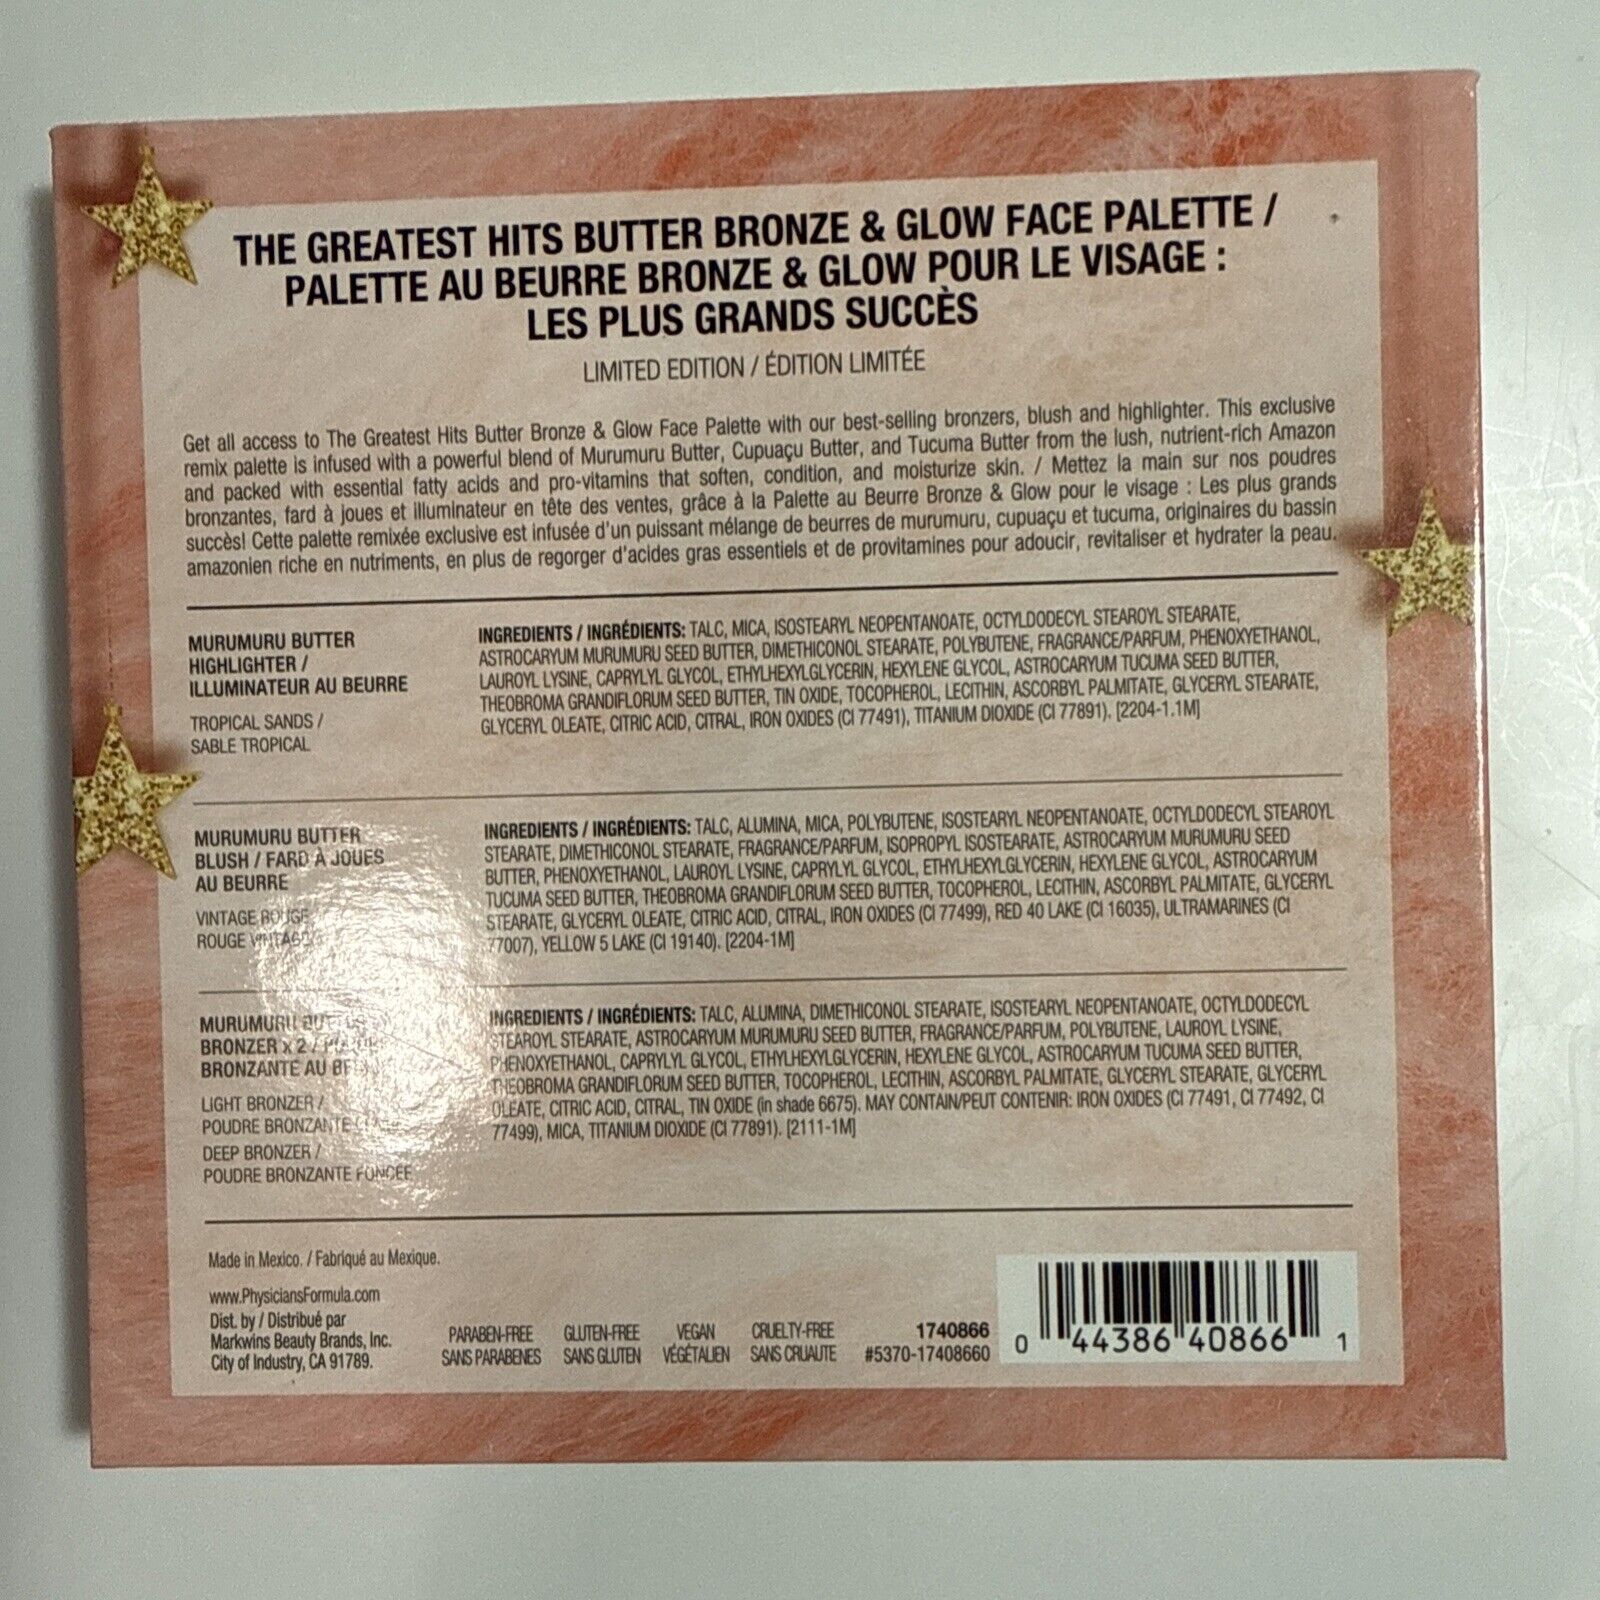 THE GREATEST HITS BUTTER BRONZE & GLOW FACE PALETTE /
PALETTE AU BEURRE BRONZE & GLOW POUR LE VISAGE :
LES PLUS GRANDS SUCCÈS
LIMITED EDITION / ÉDITION LIMITÉE
Get all access to The Greatest Hits Butter Bronze & Glow Face Palette with our best-selling bronzers, blush and highlighter. This exclusive
remix palette is infused with a powerful blend of Murumuru Butter, Cupuaçu Butter, and Tucuma Butter from the lush, nutrient-rich Amazon
and packed with essential fatty acids and pro-vitamins that soften, condition, and moisturize skin. / Mettez la main sur nos poudres
bronzantes, fard à joues et illuminateur en tête des ventes, grâce à la Palette au Beurre Bronze & Glow pour le visage : Les plus grands
succès! Cette palette remixée exclusive est infusée d'un puissant mélange de beurres de murumuru, cupuaçu et tucuma, originaires du bassin
amazonien riche en nutriments, en plus de regorger d'acides gras essentiels et de provitamines pour adoucir, revitaliser et hydrater la peau.
MURUMURU BUTTER
HIGHLIGHTER /
ILLUMINATEUR AU BEURRE
TROPICAL SANDS /
SABLE TROPICAL
INGREDIENTS / INGRÉDIENTS: TALC, MICA, ISOSTEARYL NEOPENTANOATE, OCTYLDODECYL STEAROYL STEARATE,
ASTROCARYUM MURUMURU SEED BUTTER, DIMETHICONOL STEARATE, POLYBUTENE, FRAGRANCE/PARFUM, PHENOXYETHANOL,
LAUROYL LYSINE, CAPRYLYL GLYCOL, ETHYLHEXYLGLYCERIN, HEXYLENE GLYCOL, ASTROCARYUM TUCUMA SEED BUTTER,
THEOBROMA GRANDIFLORUM SEED BUTTER, TIN OXIDE, TOCOPHEROL, LECITHIN, ASCORBYL PALMITATE, GLYCERYL STEARATE,
GLYCERYL OLEATE, CITRIC ACID, CITRAL, IRON OXIDES (CI 77491), TITANIUM DIOXIDE (CI 77891). [2204-1.1M]
MURUMURU BUTTER
BLUSH / FARD À JOUES
AU BEURRE
VINTAGE ROUGE
ROUGE VINTAGE
INGREDIENTS / INGRÉDIENTS: TALC, ALUMINA, MICA, POLYBUTENE, ISOSTEARYL NEOPENTANOATE, OCTYLDODECYL STEAROYL
STEARATE, DIMETHICONOL STEARATE, FRAGRANCE/PARFUM, ISOPROPYL ISOSTEARATE, ASTROCARYUM MURUMURU SEED
BUTTER, PHENOXYETHANOL, LAUROYL LYSINE, CAPRYLYL GLYCOL, ETHYLHEXYLGLYCERIN, HEXYLENE GLYCOL, ASTROCARYUM
TUCUMA SEED BUTTER, THEOBROMA GRANDIFLORUM SEED BUTTER, TOCOPHEROL, LECITHIN, ASCORBYL PALMITATE, GLYCERYL
STEARATE, GLYCERYL OLEATE, CITRIC ACID, CITRAL, IRON OXIDES (CI 77499), RED 40 LAKE (CI 16035), ULTRAMARINES (CI
77007), YELLOW 5 LAKE (CI 19140). [2204-1M]
MURUMURU BUTTER
BRONZER x 2 /
BRONZANTE AU
LIGHT BRONZER /
POUDRE BRONZANTE
DEEP BRONZER /
POUDRE BRONZANTE FONCÉE
INGREDIENTS / INGRÉDIENTS: TALC, ALUMINA, DIMETHICONOL STEARATE, ISOSTEARYL NEOPENTANOATE, OCTYLDODECYL
STEAROYL STEARATE, ASTROCARYUM MURUMURU SEED BUTTER, FRAGRANCE/PARFUM, POLYBUTENE, LAUROYL LYSINE,
PHENOXYETHANOL, CAPRYLYL GLYCOL, ETHYLHEXYLGLYCERIN, HEXYLENE GLYCOL, ASTROCARYUM TUCUMA SEED BUTTER,
THEOBROMA GRANDIFLORUM SEED BUTTER, TOCOPHEROL, LECITHIN, ASCORBYL PALMITATE, GLYCERYL STEARATE, GLYCERYL
OLEATE, CITRIC ACID, CITRAL, TIN OXIDE (in shade 6675). MAY CONTAIN/PEUT CONTENIR: IRON OXIDES (CI 77491, CI 77492, CI
77499), MICA, TITANIUM DIOXIDE (CI 77891). [2111-1M]
Made in Mexico. / Fabriqué au Mexique.
www.PhysiciansFormula.com
Dist. by / Distribué par
Markwins Beauty Brands, Inc.
City of Industry, CA 91789.
PARABEN-FREE
SANS PARABENES
GLUTEN-FREE
SANS GLUTEN
VEGAN
VÉGÉTALIEN
CRUELTY-FREE
SANS CRUAUTE
1740866
#5370-17408660
0 44386 40866 1